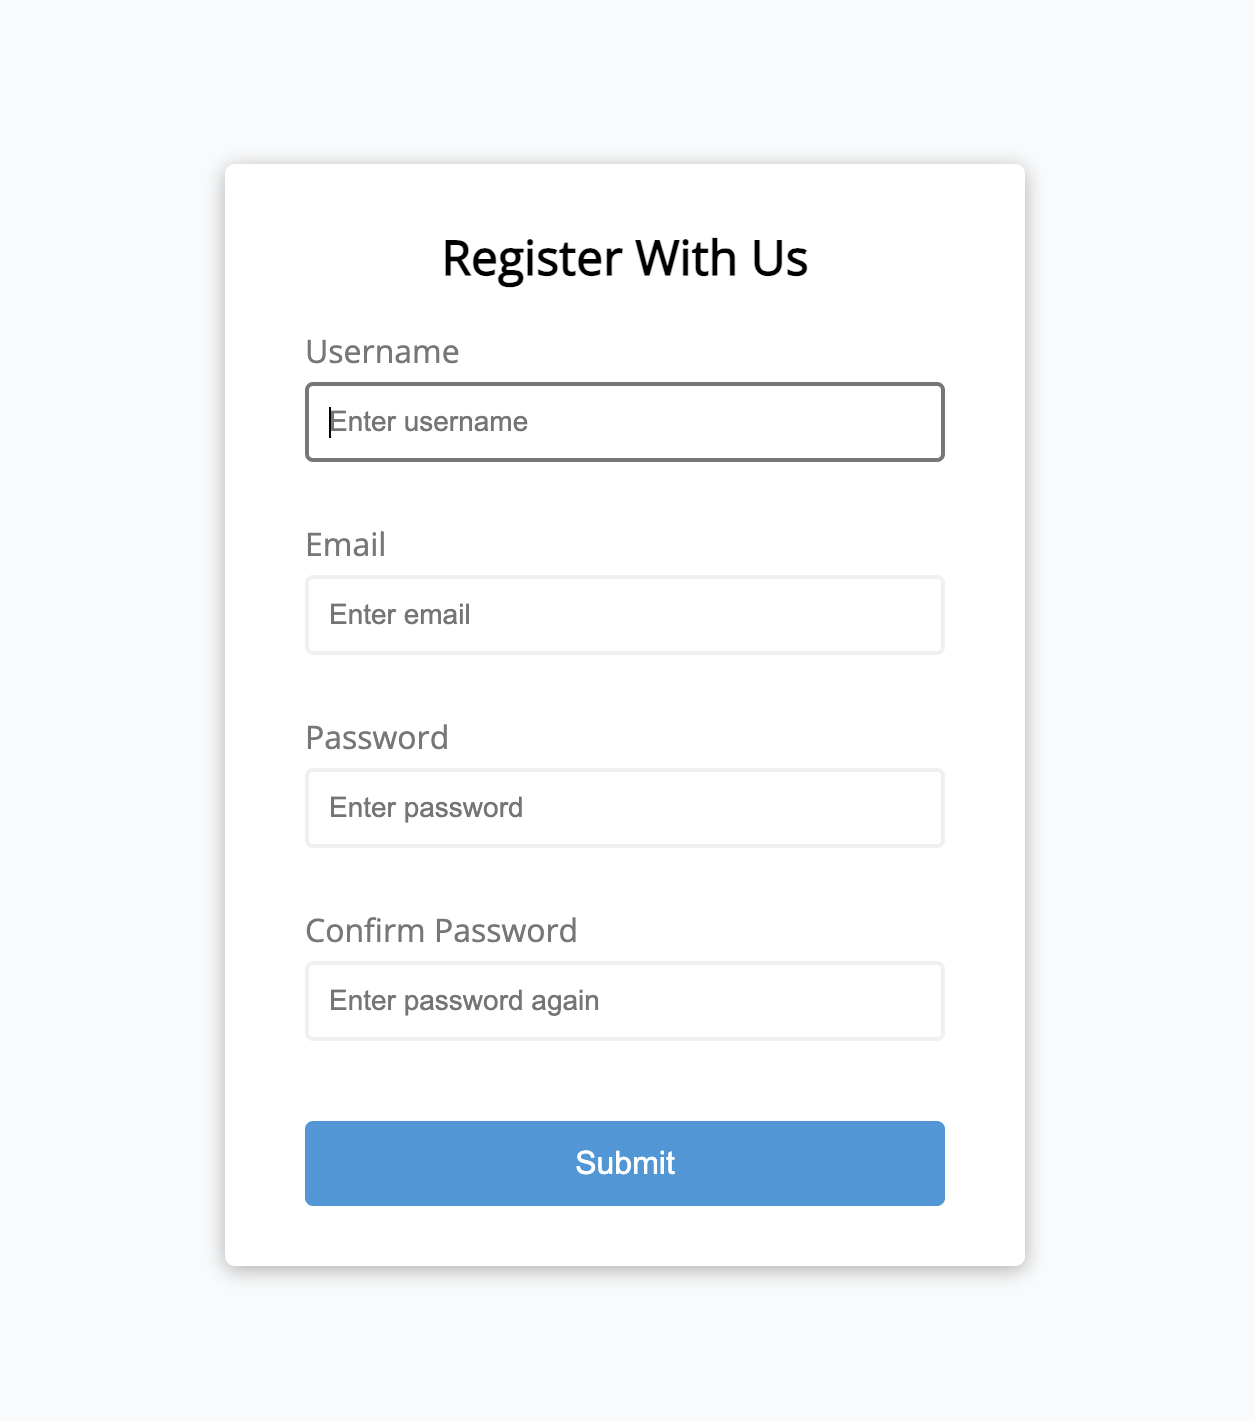 Register With Us
Username
Enter username
Email
Enter email
Password
Enter password
Confirm Password
Enter password again
Submit